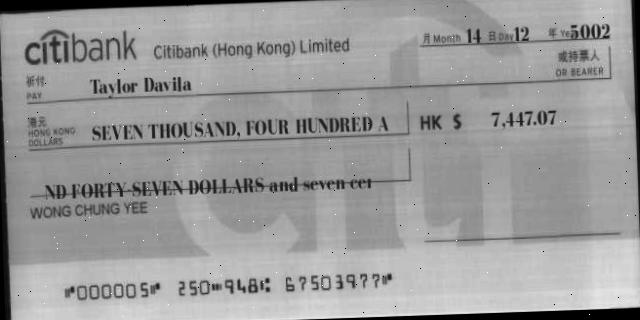 citibank Citibank (Hong Kong) Limited
月 Month 14 日 Day 12 年 Ye 5002
祈付 Taylor Davila 或持票人
PAY OR BEARER
港元
HONG KONG
DOLLARS SEVEN THOUSAND, FOUR HUNDRED A HK $ 7,447.07
ND FORTY-SEVEN DOLLARS and seven cer
WONG CHUNG YEE
⑈000005⑈ 250⑉948⑆ 67503977⑈